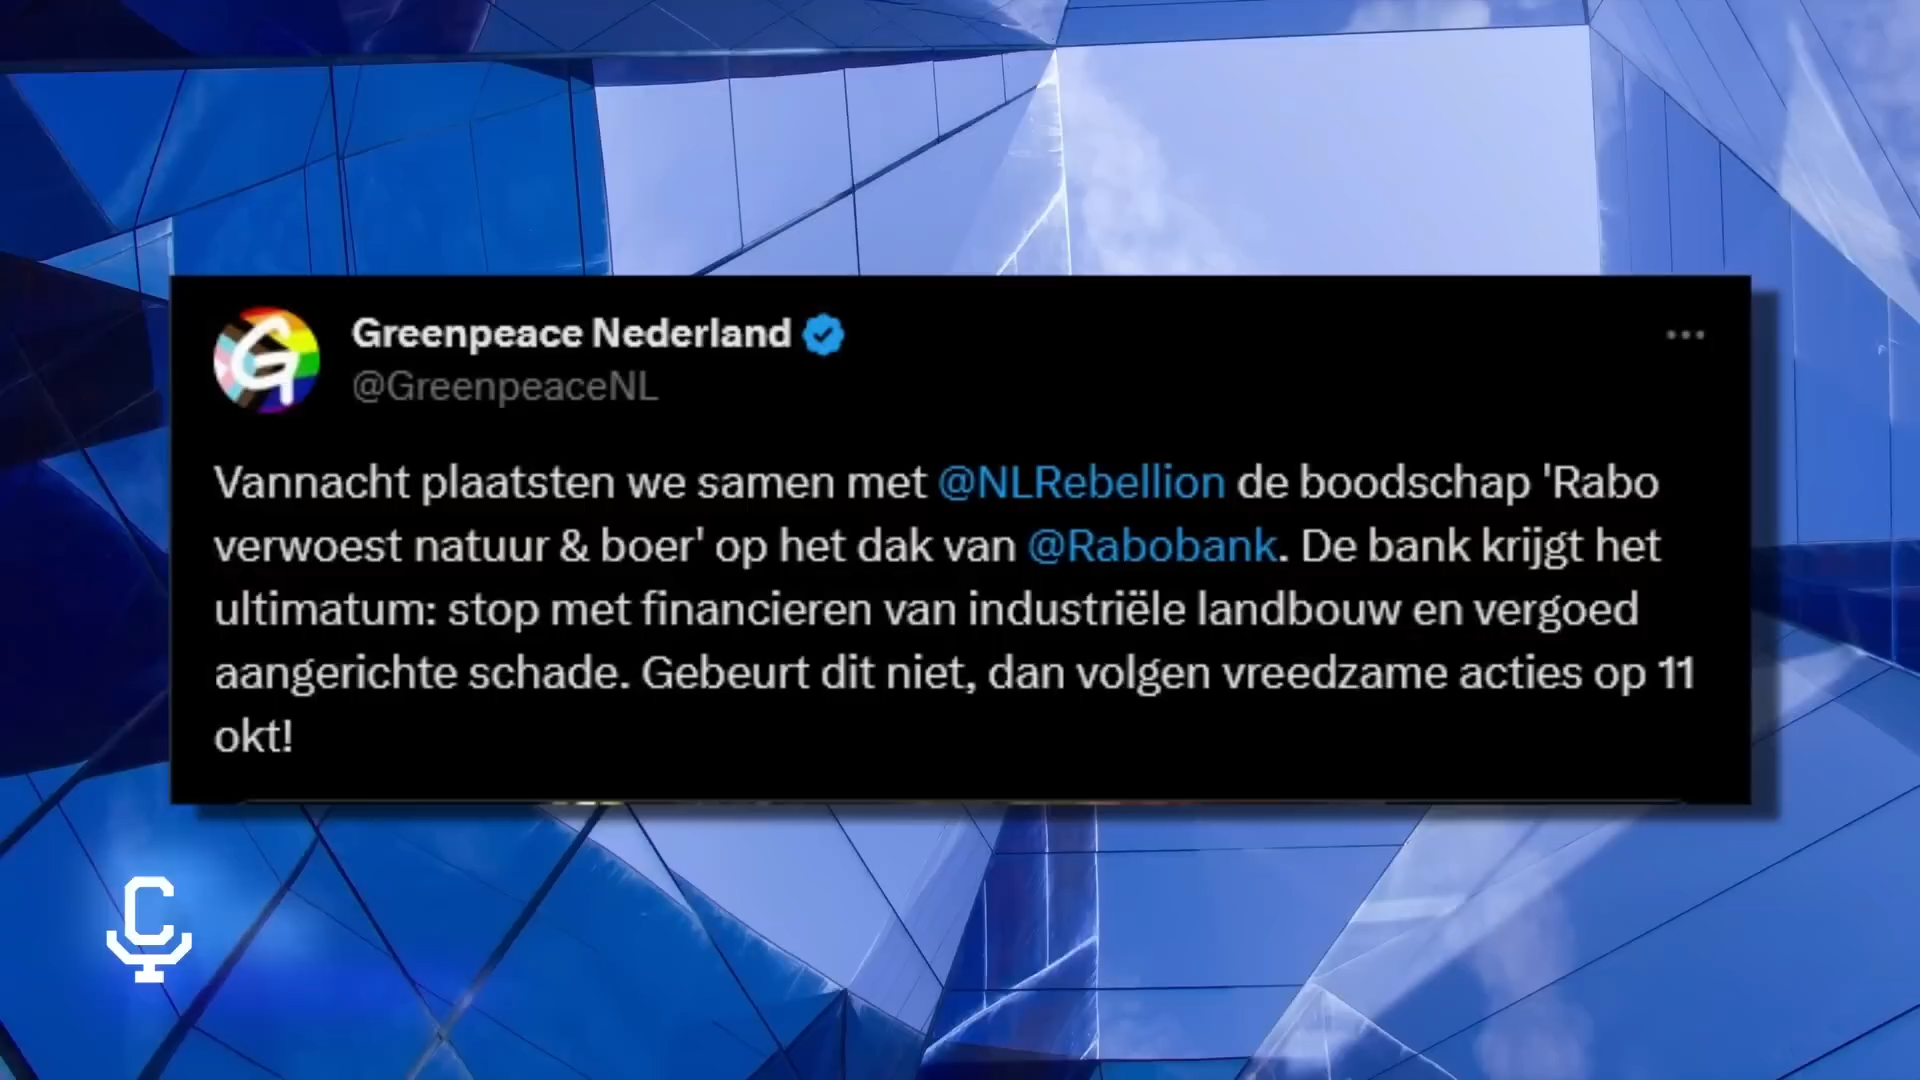 Greenpeace Nederland
@GreenpeaceNL
Vannacht plaatsten we samen met @NLRebellion de boodschap 'Rabo
verwoest natuur & boer' op het dak van @Rabobank. De bank krijgt het
ultimatum: stop met financieren van industriële landbouw en vergoed
aangerichte schade. Gebeurt dit niet, dan volgen vreedzame acties op 11
okt!